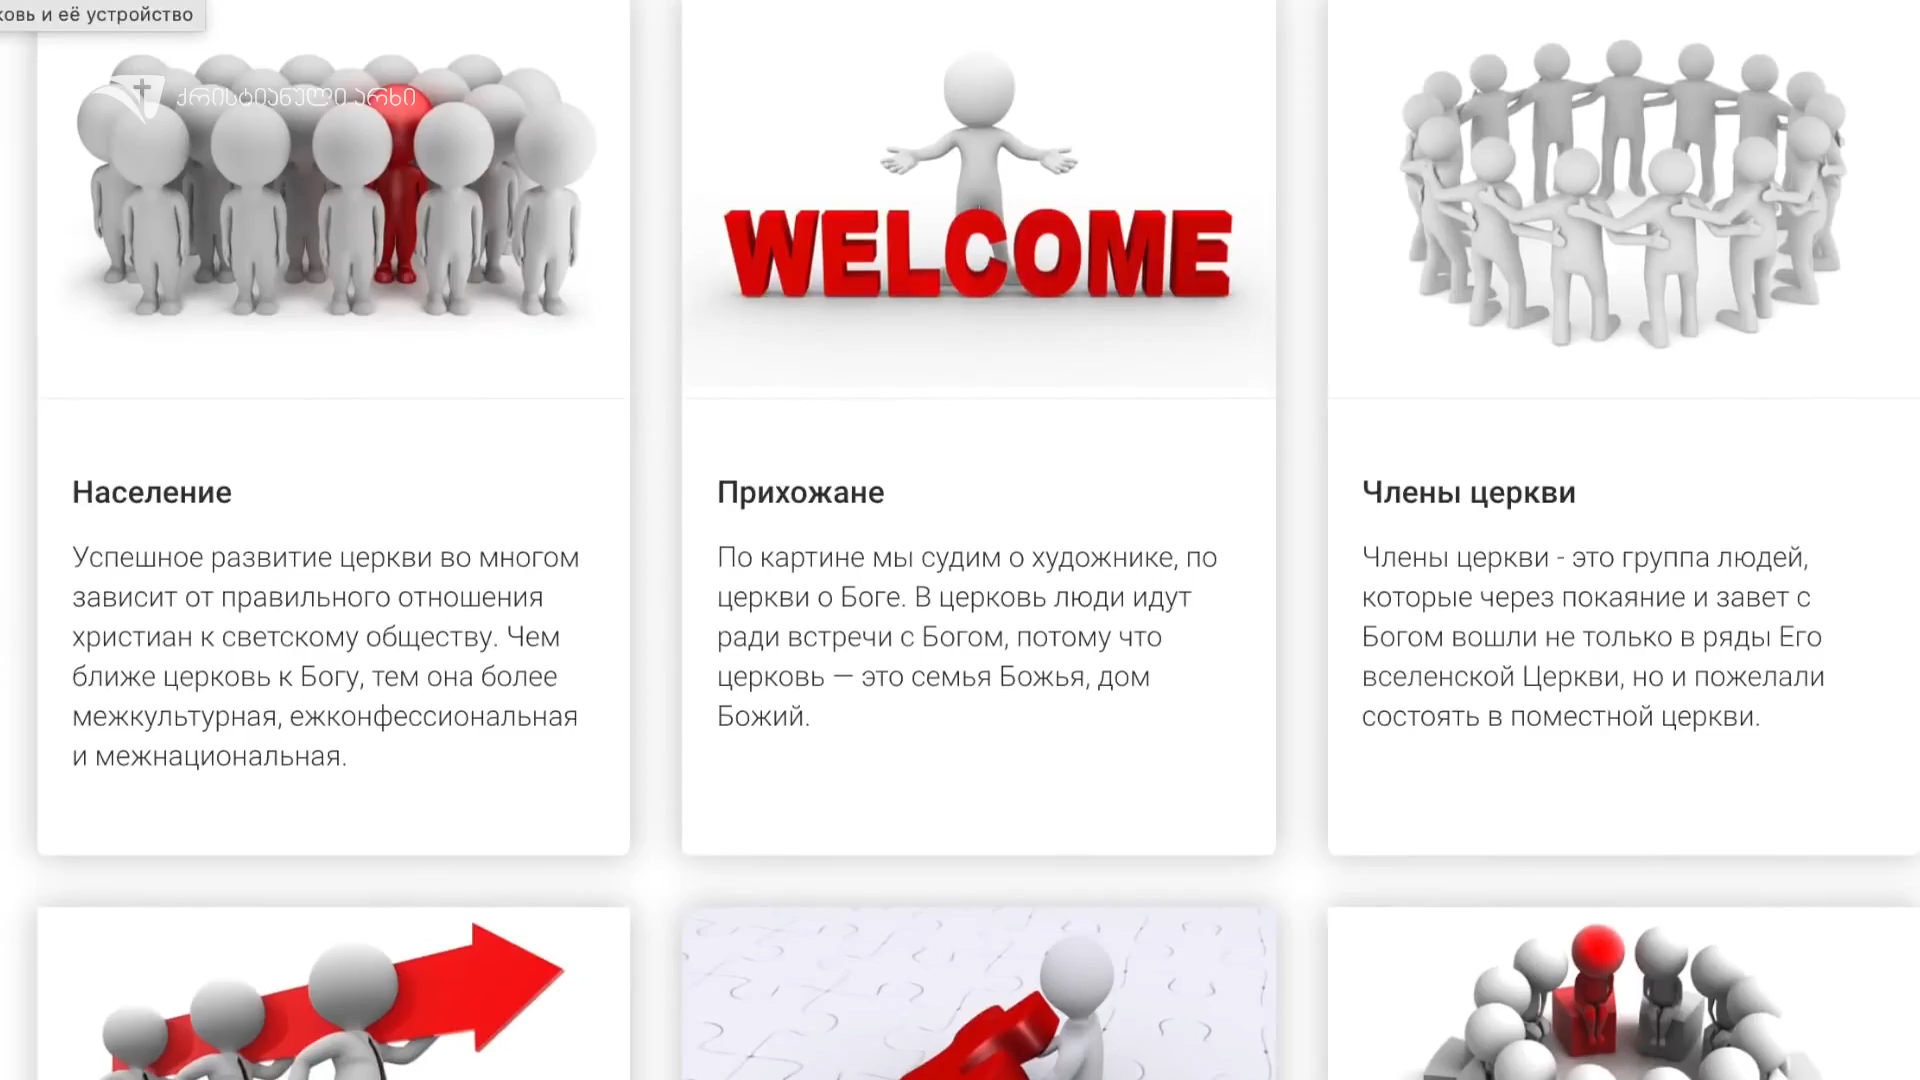 ковь и её устройство
ქრისტიანული არხი
WELCOME
Население
Успешное развитие церкви во многом
зависит от правильного отношения
христиан к светскому обществу. Чем
ближе церковь к Богу, тем она более
межкультурная, ежконфессиональная
и межнациональная.
Прихожане
По картине мы судим о художнике, по
церкви о Боге. В церковь люди идут
ради встречи с Богом, потому что
церковь — это семья Божья, дом
Божий.
Члены церкви
Члены церкви - это группа людей,
которые через покаяние и завет с
Богом вошли не только в ряды Его
вселенской Церкви, но и пожелали
состоять в поместной церкви.